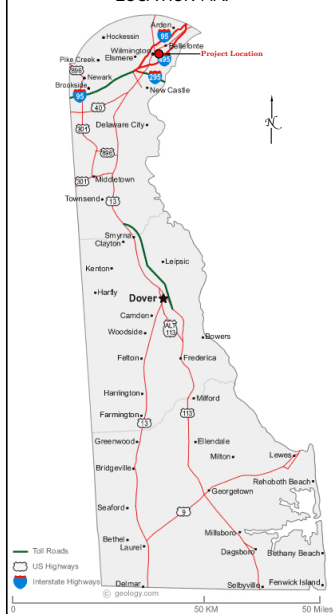 Arden
95
Hockessin
Bellefonte
Wilmington
Elsmere
Project Location
495
Pike Creek
896
Newark
295
Brookside
95
New Castle
40
Delaware City
301
896
N
Middletown
301
Townsend
13
Smyrna
Clayton
Leipsic
Kenton
Hartly
Dover
Camden
ALT
113
Woodside
Bowers
Felton
Frederica
Harrington
Milford
Farmington
113
13
Greenwood
Ellendale
Milton
Lewes
Bridgeville
Rehoboth Beach
Georgetown
Seaford
9
Millsboro
Bethel
Laurel
Dagsboro
Bethany Beach
Toll Roads
US Highways
Interstate Highways
Delmar
Selbyville
Fenwick Island
© geology.com
0
50 KM
50 Miles